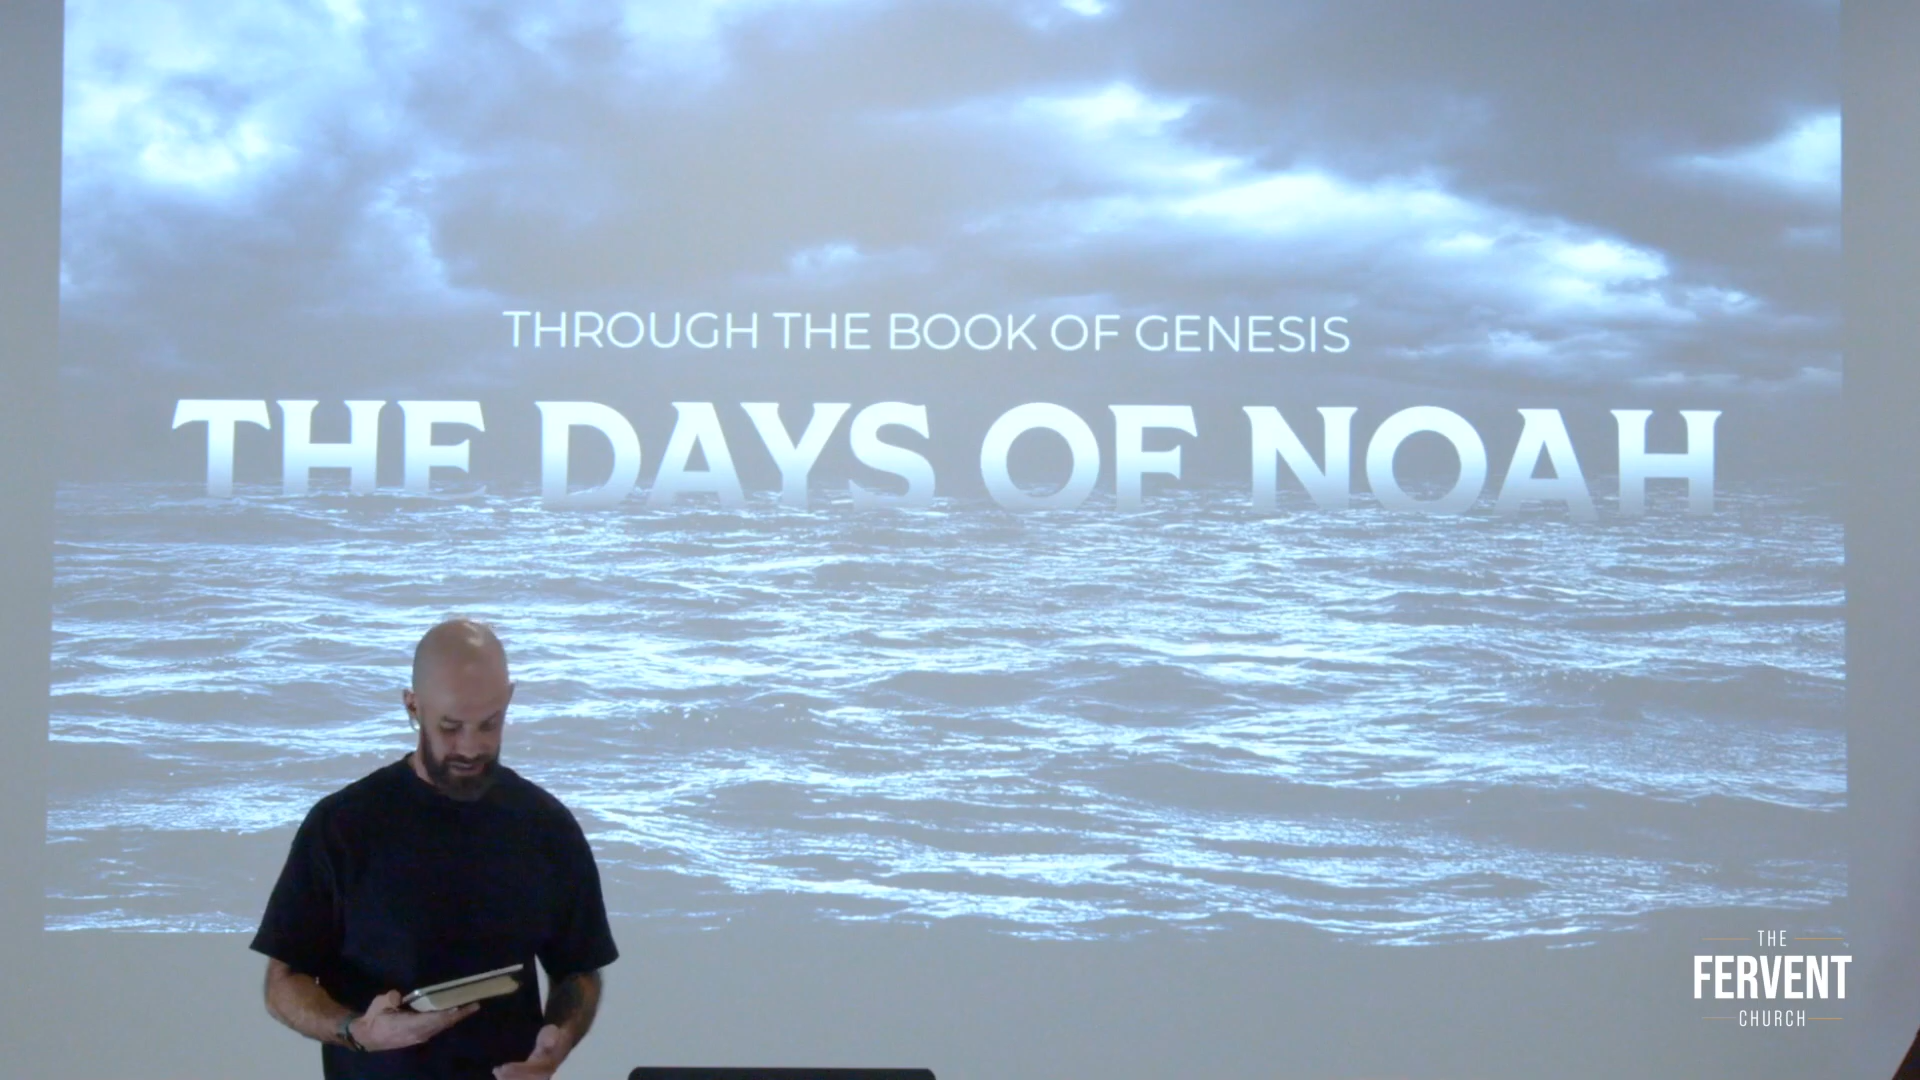 THROUGH THE BOOK OF GENESIS
THE DAYS OF NOAH
THE
FERVENT
CHURCH